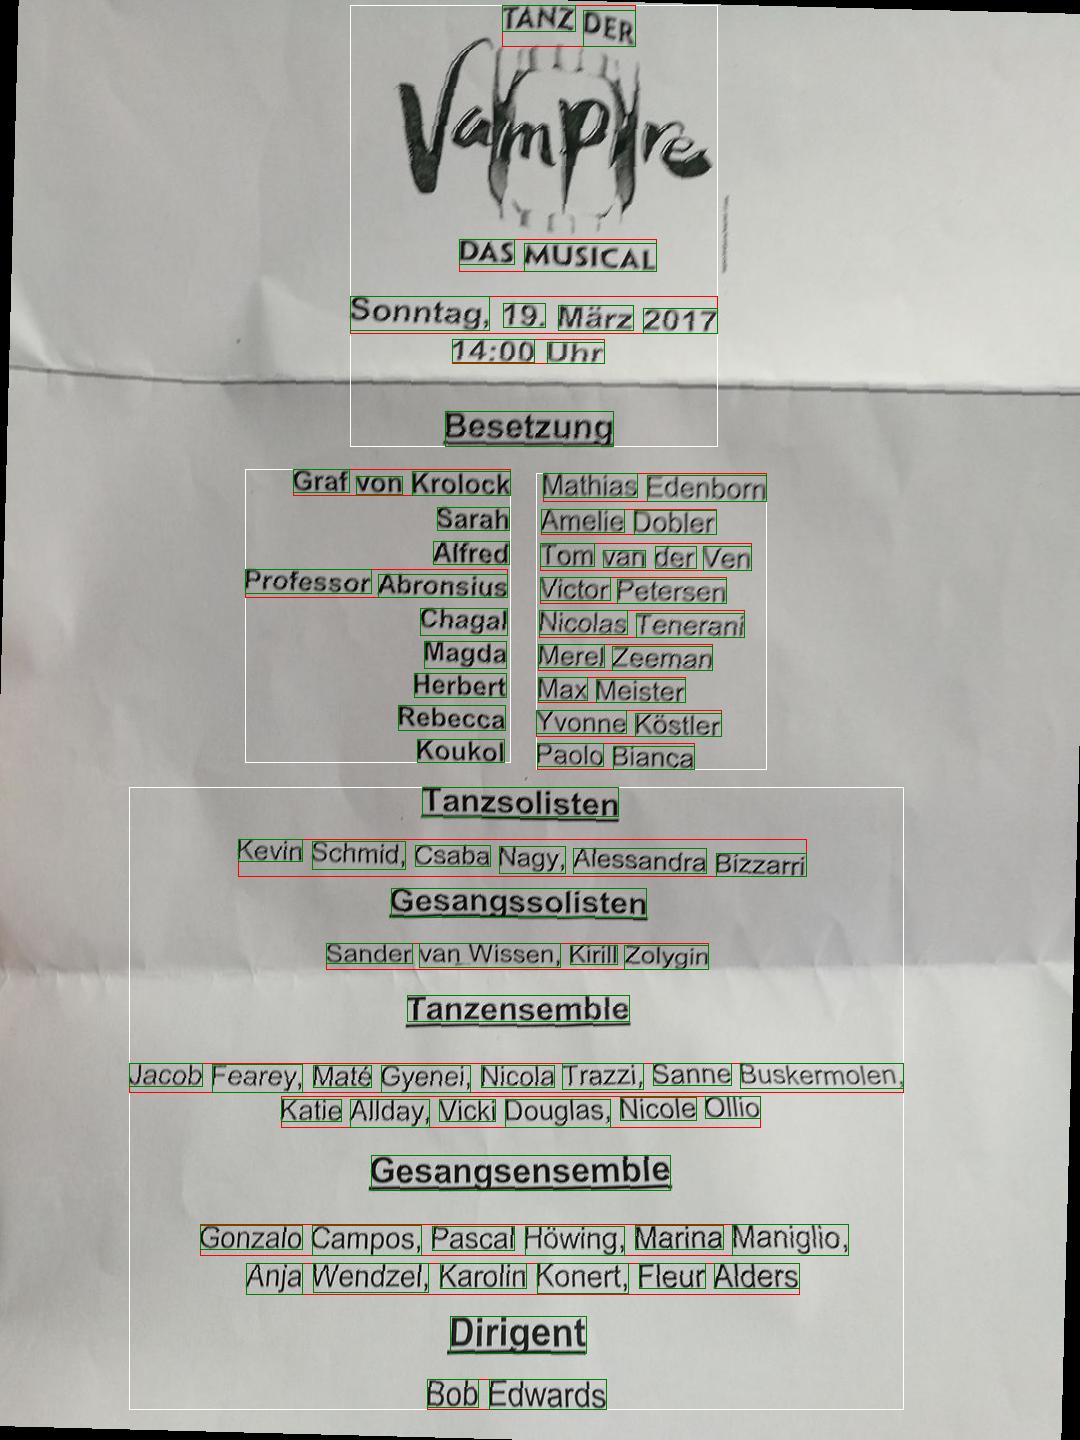 TANZ DER
Vampire
DAS MUSICAL
Sonntag, 19. März 2017
14:00 Uhr
Besetzung
Graf von Krolock Mathias Edenborn
Sarah Amelie Dobler
Alfred Tom van der Ven
Professor Abronsius Victor Petersen
Chagal Nicolas Tenerani
Magda Merel Zeeman
Herbert Max Meister
Rebecca Yvonne Köstler
Koukol Paolo Bianca
Tanzsolisten
Kevin Schmid, Csaba Nagy, Alessandra Bizzarri
Gesangssolisten
Sander van Wissen, Kirill Zolygin
Tanzensemble
Jacob Fearey, Maté Gyenei, Nicola Trazzi, Sanne Buskermolen,
Katie Allday, Vicki Douglas, Nicole Ollio
Gesangsensemble
Gonzalo Campos, Pascal Höwing, Marina Maniglio,
Anja Wendzel, Karolin Konert, Fleur Alders
Dirigent
Bob Edwards